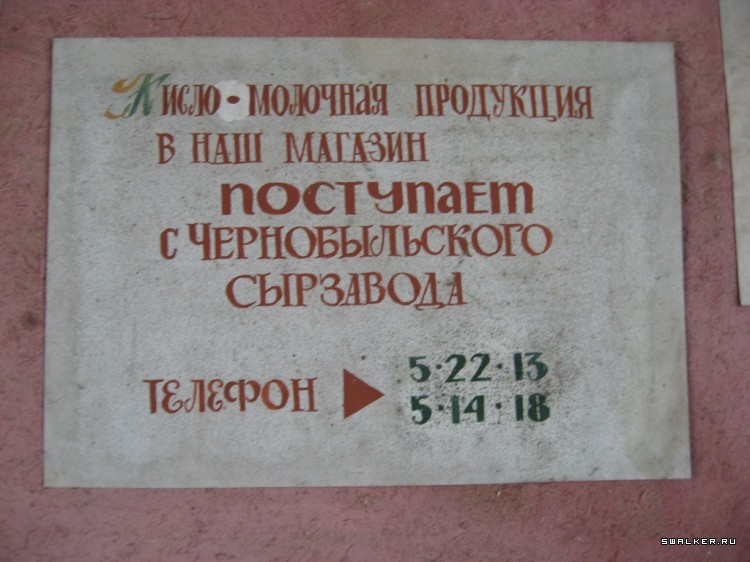 Кисло-молочная продукция
в наш магазин
поступает
с Чернобыльского
сырзавода
Телефон 5·22·13
5·14·18
SWALKER.RU